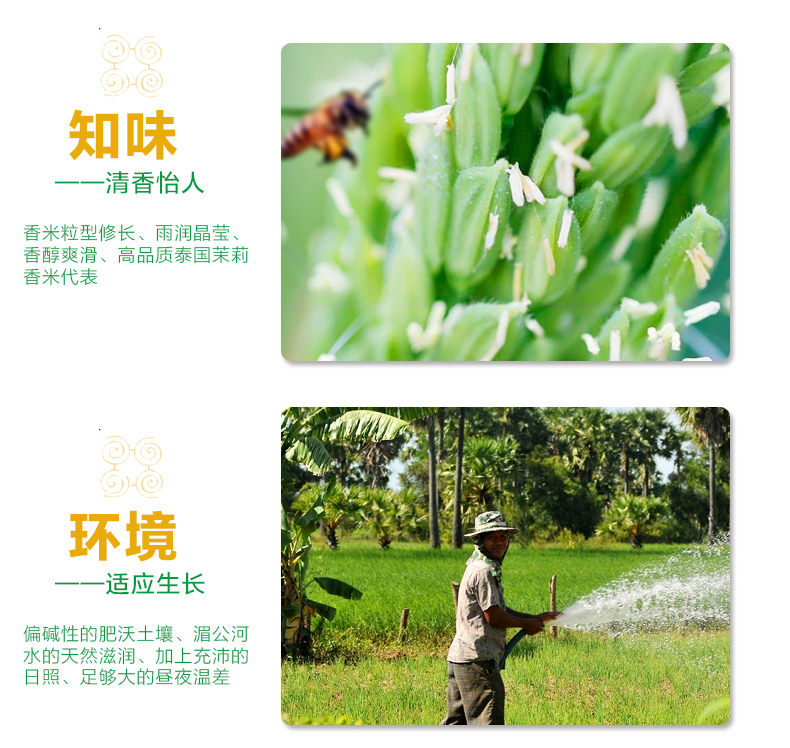 知味
——清香怡人
香米粒型修长、雨润晶莹、
香醇爽滑、高品质泰国茉莉
香米代表
环境
——适应生长
偏碱性的肥沃土壤、湄公河
水的天然滋润、加上充沛的
日照、足够大的昼夜温差